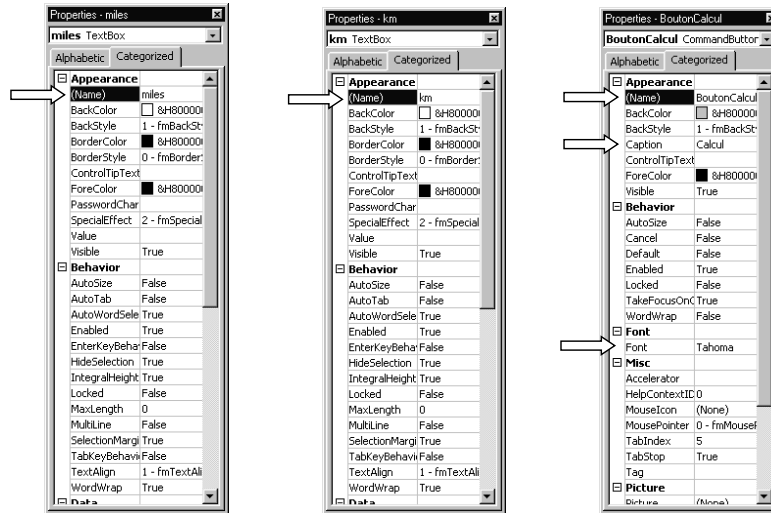 Properties - miles
miles TextBox
Alphabetic Categorized
Appearance
(Name) miles
BackColor &H80000
BackStyle 1 - fmBackSt
BorderColor &H80000
BorderStyle 0 - fmBorder
ControlTipText
ForeColor &H80000
PasswordChar
SpecialEffect 2 - fmSpecial
Value
Visible True
Behavior
AutoSize False
AutoTab False
AutoWordSele True
Enabled True
EnterKeyBeha False
HideSelection True
IntegralHeight True
Locked False
MaxLength 0
MultiLine False
SelectionMargi True
TabKeyBehavi False
TextAlign 1 - fmTextAli
WordWrap True
Data
Properties - km
km TextBox
Alphabetic Categorized
Appearance
(Name) km
BackColor &H80000
BackStyle 1 - fmBackSt
BorderColor &H80000
BorderStyle 0 - fmBorder
ControlTipText
ForeColor &H80000
PasswordChar
SpecialEffect 2 - fmSpecial
Value
Visible True
Behavior
AutoSize False
AutoTab False
AutoWordSele True
Enabled True
EnterKeyBeha False
HideSelection True
IntegralHeight True
Locked False
MaxLength 0
MultiLine False
SelectionMargi True
TabKeyBehavi False
TextAlign 1 - fmTextAli
WordWrap True
Data
Properties - BoutonCalcul
BoutonCalcul CommandButtor
Alphabetic Categorized
Appearance
(Name) BoutonCalcul
BackColor &H80000
BackStyle 1 - fmBackSt
Caption Calcul
ControlTipText
ForeColor &H80000
Visible True
Behavior
AutoSize False
Cancel False
Default False
Enabled True
Locked False
TakeFocusOnC True
WordWrap False
Font
Font Tahoma
Misc
Accelerator
HelpContextID 0
MouseIcon (None)
MousePointer 0 - fmMouseF
TabIndex 5
TabStop True
Tag
Picture
Picture (None)